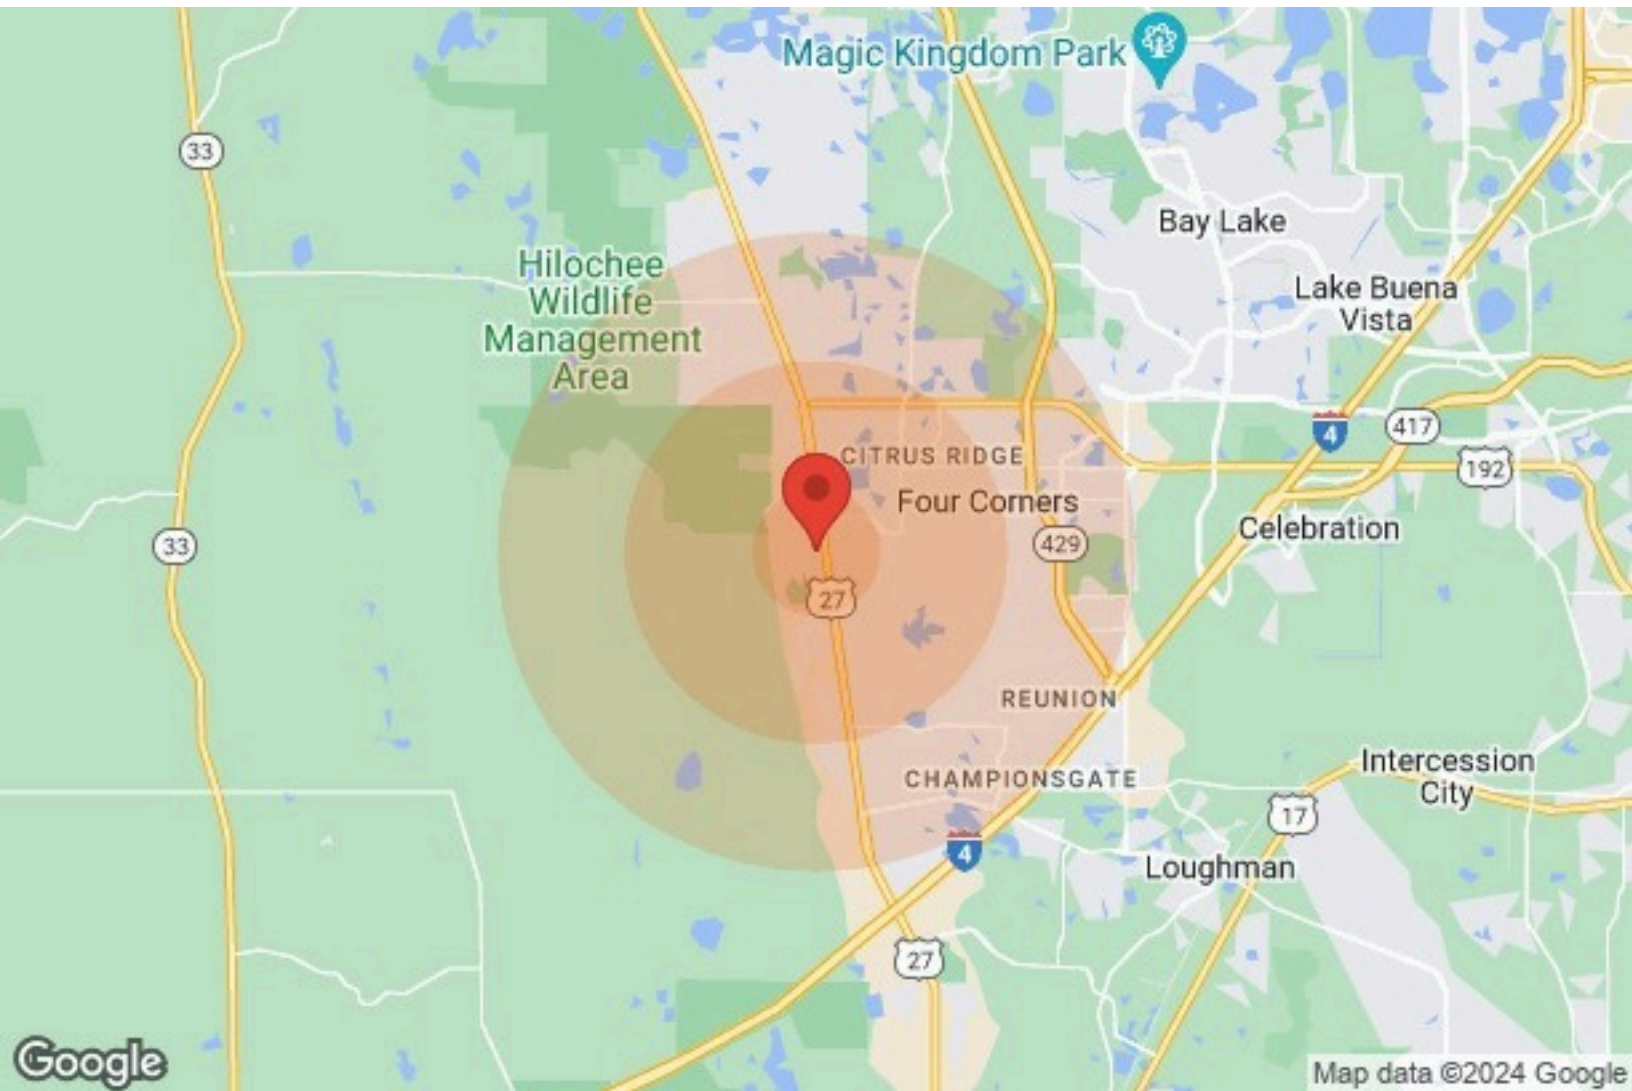 Magic Kingdom Park
33
Bay Lake
Hilochee
Wildlife
Management
Area
Lake Buena
Vista
4
417
CITRUS RIDGE
192
Four Corners
Celebration
33
429
27
REUNION
Intercession
City
CHAMPIONSGATE
17
4
Loughman
27
Google
Map data ©2024 Google